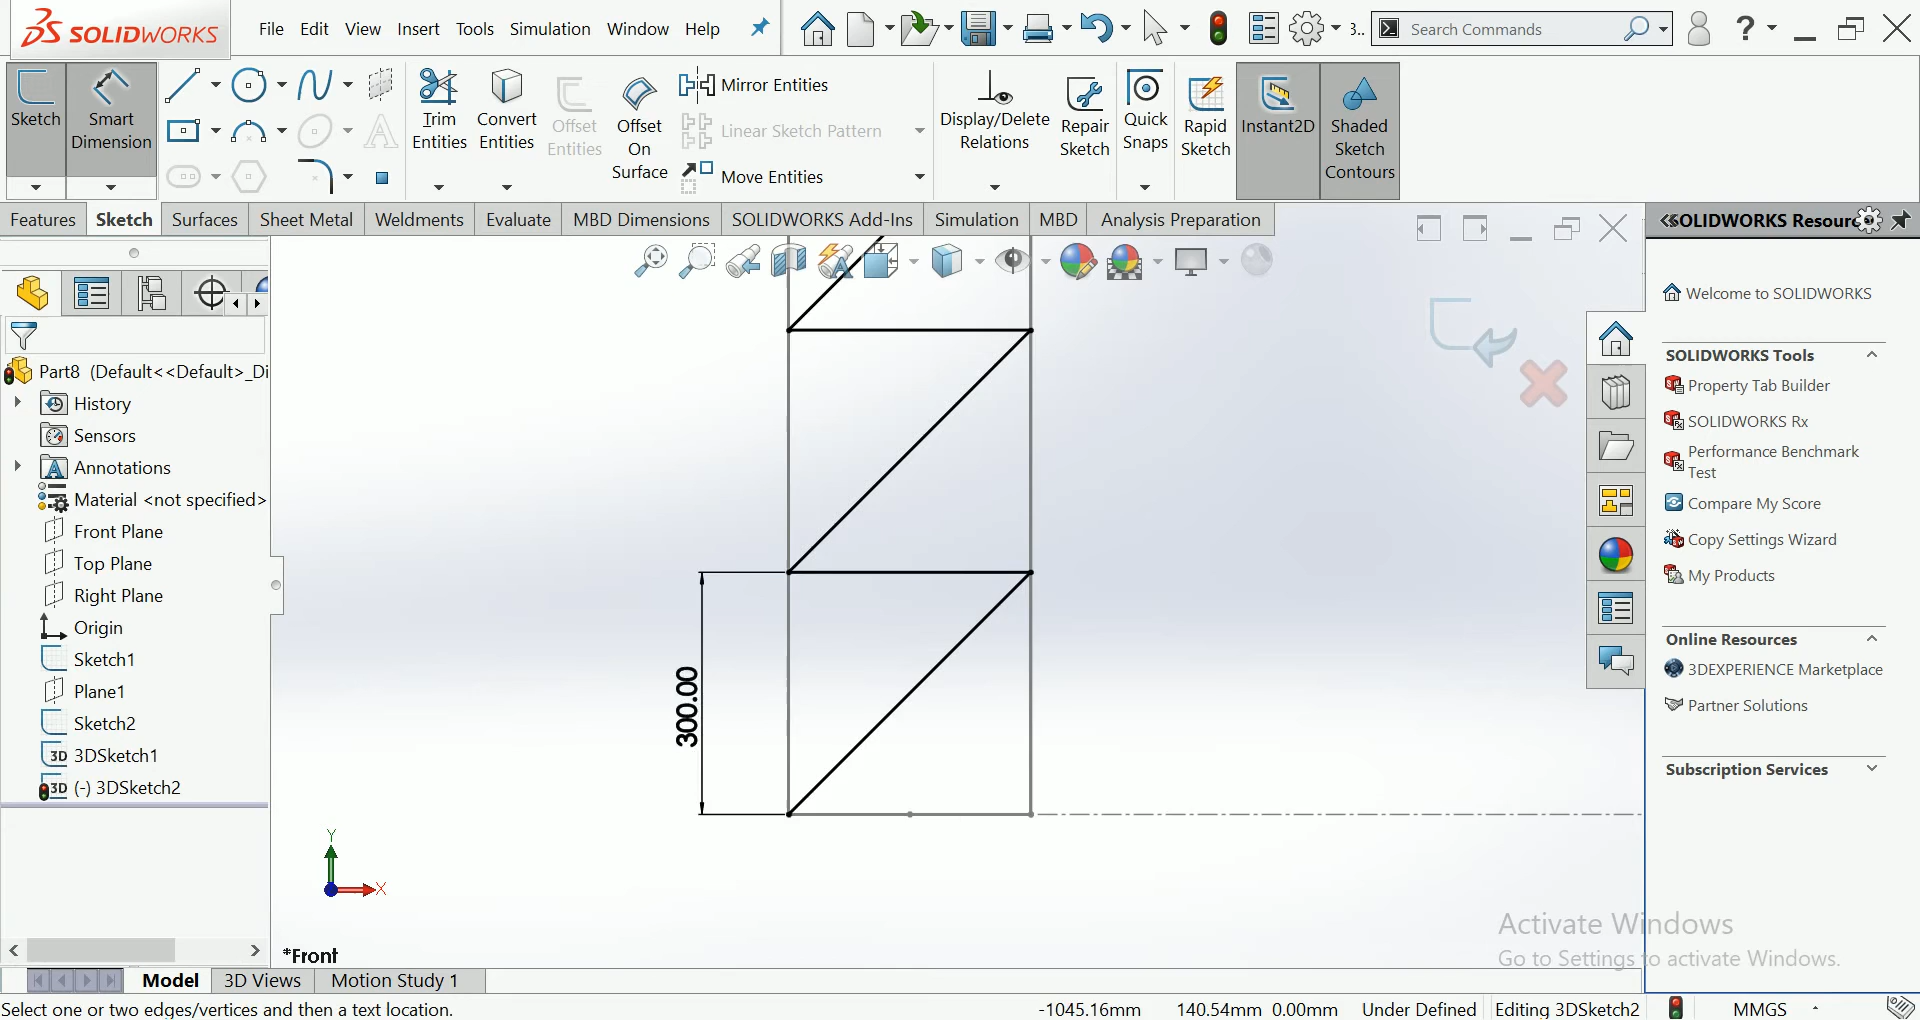 SOLIDWORKS File Edit View Insert Tools Simulation Window Help 3.. Search Commands ?
Sketch Smart Dimension Trim Entities Convert Entities Offset Entities Offset On Surface Mirror Entities Linear Sketch Pattern Move Entities Display/Delete Relations Repair Sketch Quick Snaps Rapid Sketch Instant2D Shaded Sketch Contours
Features Sketch Surfaces Sheet Metal Weldments Evaluate MBD Dimensions SOLIDWORKS Add-Ins Simulation MBD Analysis Preparation
Part8 (Default<<Default>_Di
History
Sensors
Annotations
Material <not specified>
Front Plane
Top Plane
Right Plane
Origin
Sketch1
Plane1
Sketch2
3D 3DSketch1
3D (-) 3DSketch2
300.00
Y
X
*Front
SOLIDWORKS Resourc
Welcome to SOLIDWORKS
SOLIDWORKS Tools
Property Tab Builder
SOLIDWORKS Rx
Performance Benchmark
Test
Compare My Score
Copy Settings Wizard
My Products
Online Resources
3DEXPERIENCE Marketplace
Partner Solutions
Subscription Services
Activate Windows
Go to Settings to activate Windows.
Model 3D Views Motion Study 1
Select one or two edges/vertices and then a text location. -1045.16mm 140.54mm 0.00mm Under Defined Editing 3DSketch2 MMGS